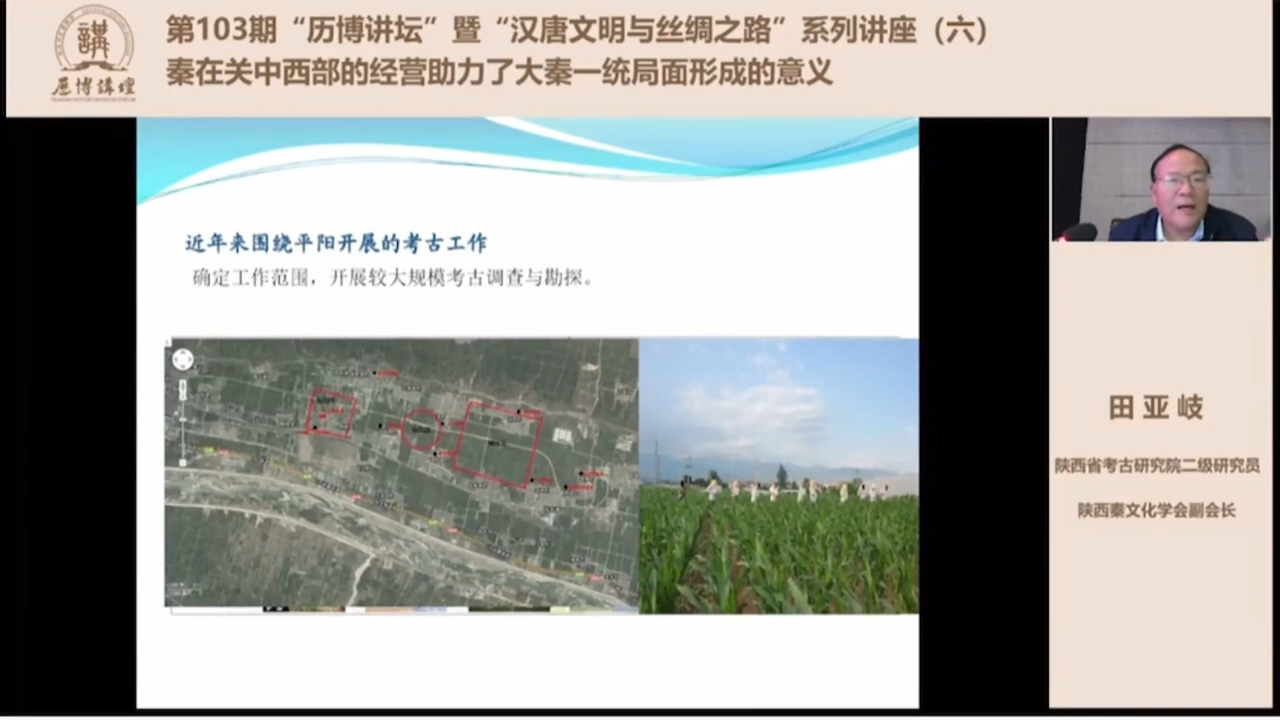 第103期“历博讲坛”暨“汉唐文明与丝绸之路”系列讲座（六）
秦在关中西部的经营助力了大秦一统局面形成的意义
講
历博講壇
近年来围绕平阳开展的考古工作
确定工作范围，开展较大规模考古调查与勘探。
田亚岐
陕西省考古研究院二级研究员
陕西秦文化学会副会长